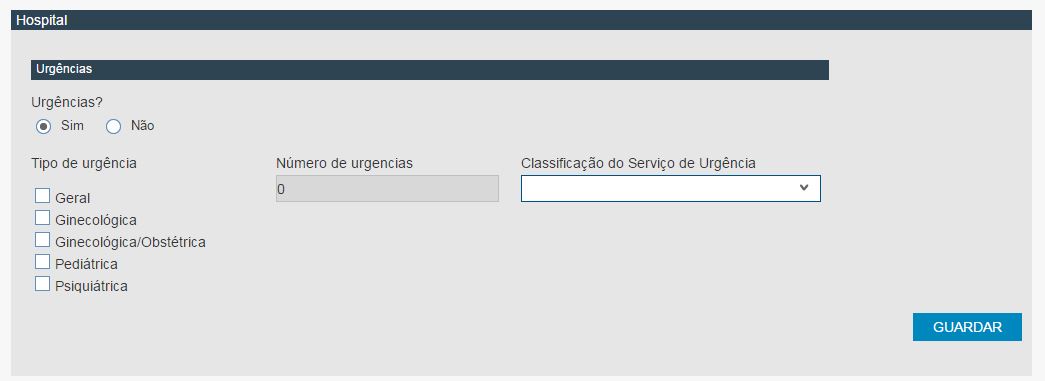 Hospital
Urgências
Urgências?
Sim Não
Tipo de urgência Número de urgencias Classificação do Serviço de Urgência
0
Geral
Ginecológica
Ginecológica/Obstétrica
Pediátrica
Psiquiátrica
GUARDAR